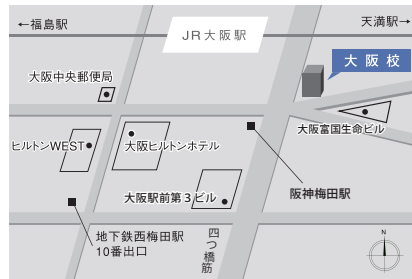 ←福島駅
天満駅→
JR大阪駅
大阪校
大阪中央郵便局
大阪富国生命ビル
ヒルトンWEST
大阪ヒルトンホテル
阪神梅田駅
大阪駅前第3ビル
地下鉄西梅田駅
10番出口
四つ橋筋
N